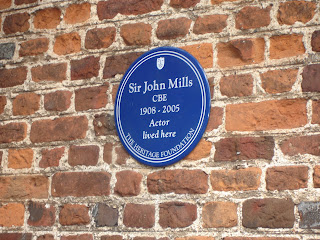 Sir John Mills
CBE
1908 - 2005
Actor
lived here
THE HERITAGE FOUNDATION